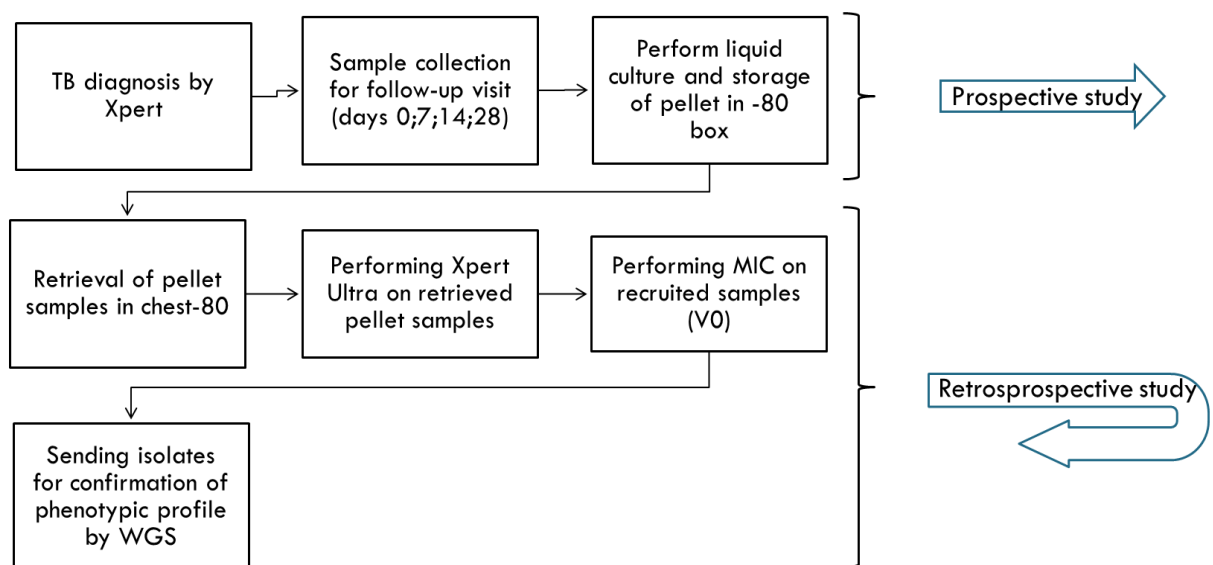 TB diagnosis by
Xpert
Sample collection
for follow-up visit
(days 0;7;14;28)
Perform liquid
culture and storage
of pellet in -80
box
Prospective study
Retrieval of pellet
samples in chest-80
Performing Xpert
Ultra on retrieved
pellet samples
Performing MIC on
recruited samples
(V0)
Retrosprospective study
Sending isolates
for confirmation of
phenotypic profile
by WGS